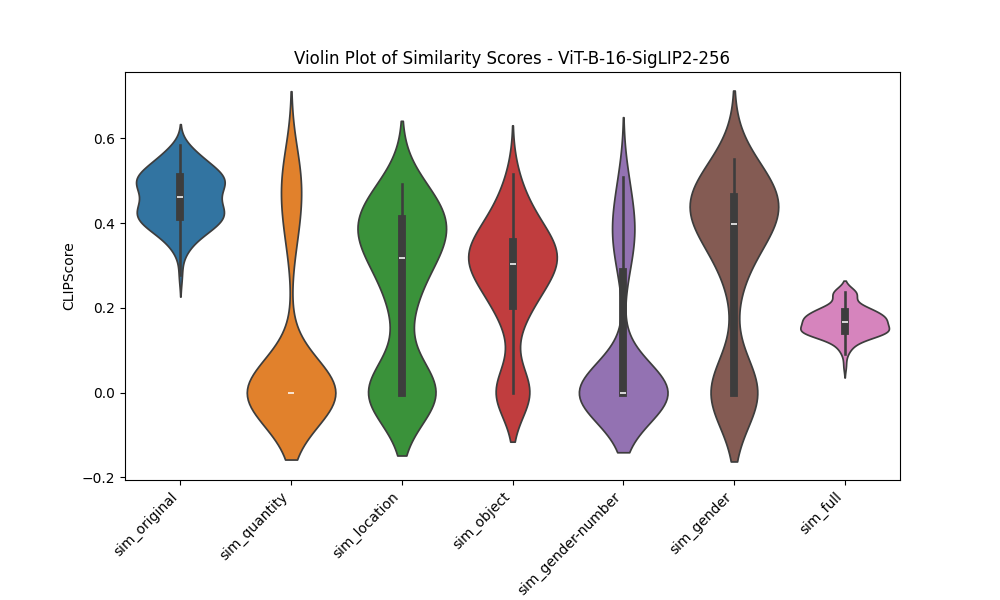 Violin Plot of Similarity Scores - ViT-B-16-SigLIP2-256
CLIPScore
0.6
0.4
0.2
0.0
−0.2
sim_original
sim_quantity
sim_location
sim_object
sim_gender-number
sim_gender
sim_full